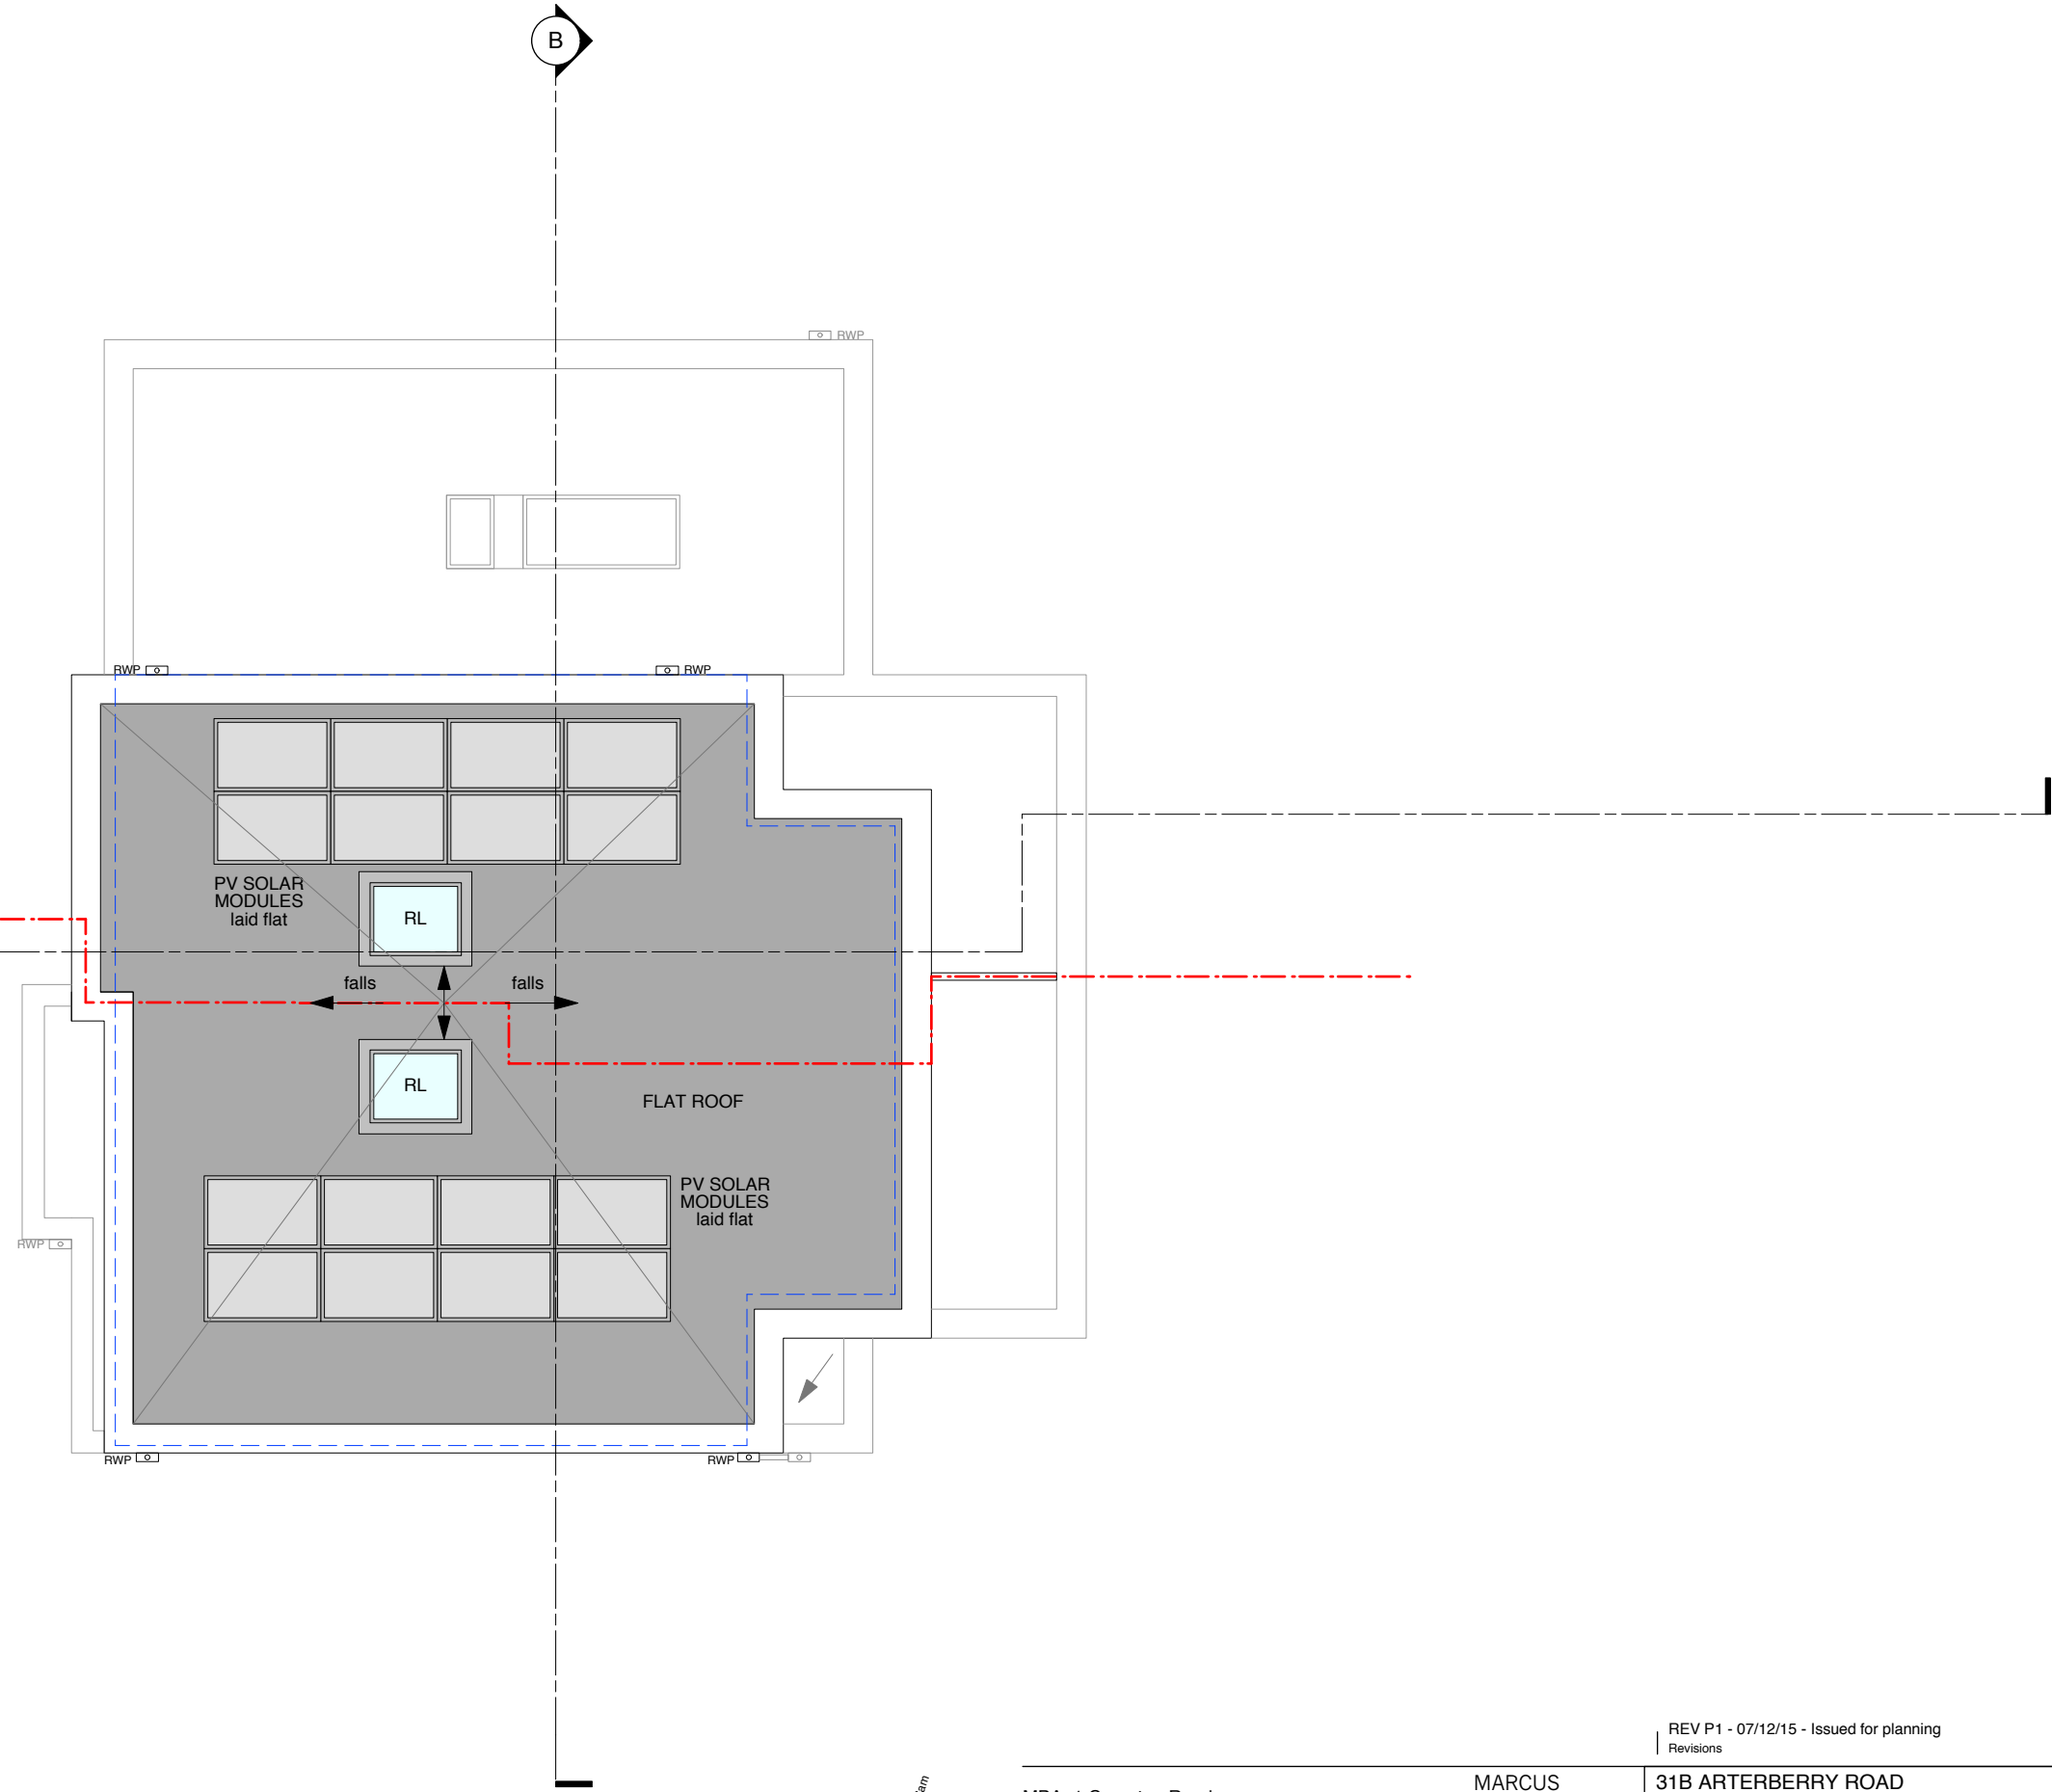 B
RWP
RWP
RWP
PV SOLAR
MODULES
laid flat
RL
falls
falls
RL
FLAT ROOF
PV SOLAR
MODULES
laid flat
RWP
RWP
RWP
REV P1 - 07/12/15 - Issued for planning
Revisions
MARCUS
31B ARTERBERRY ROAD